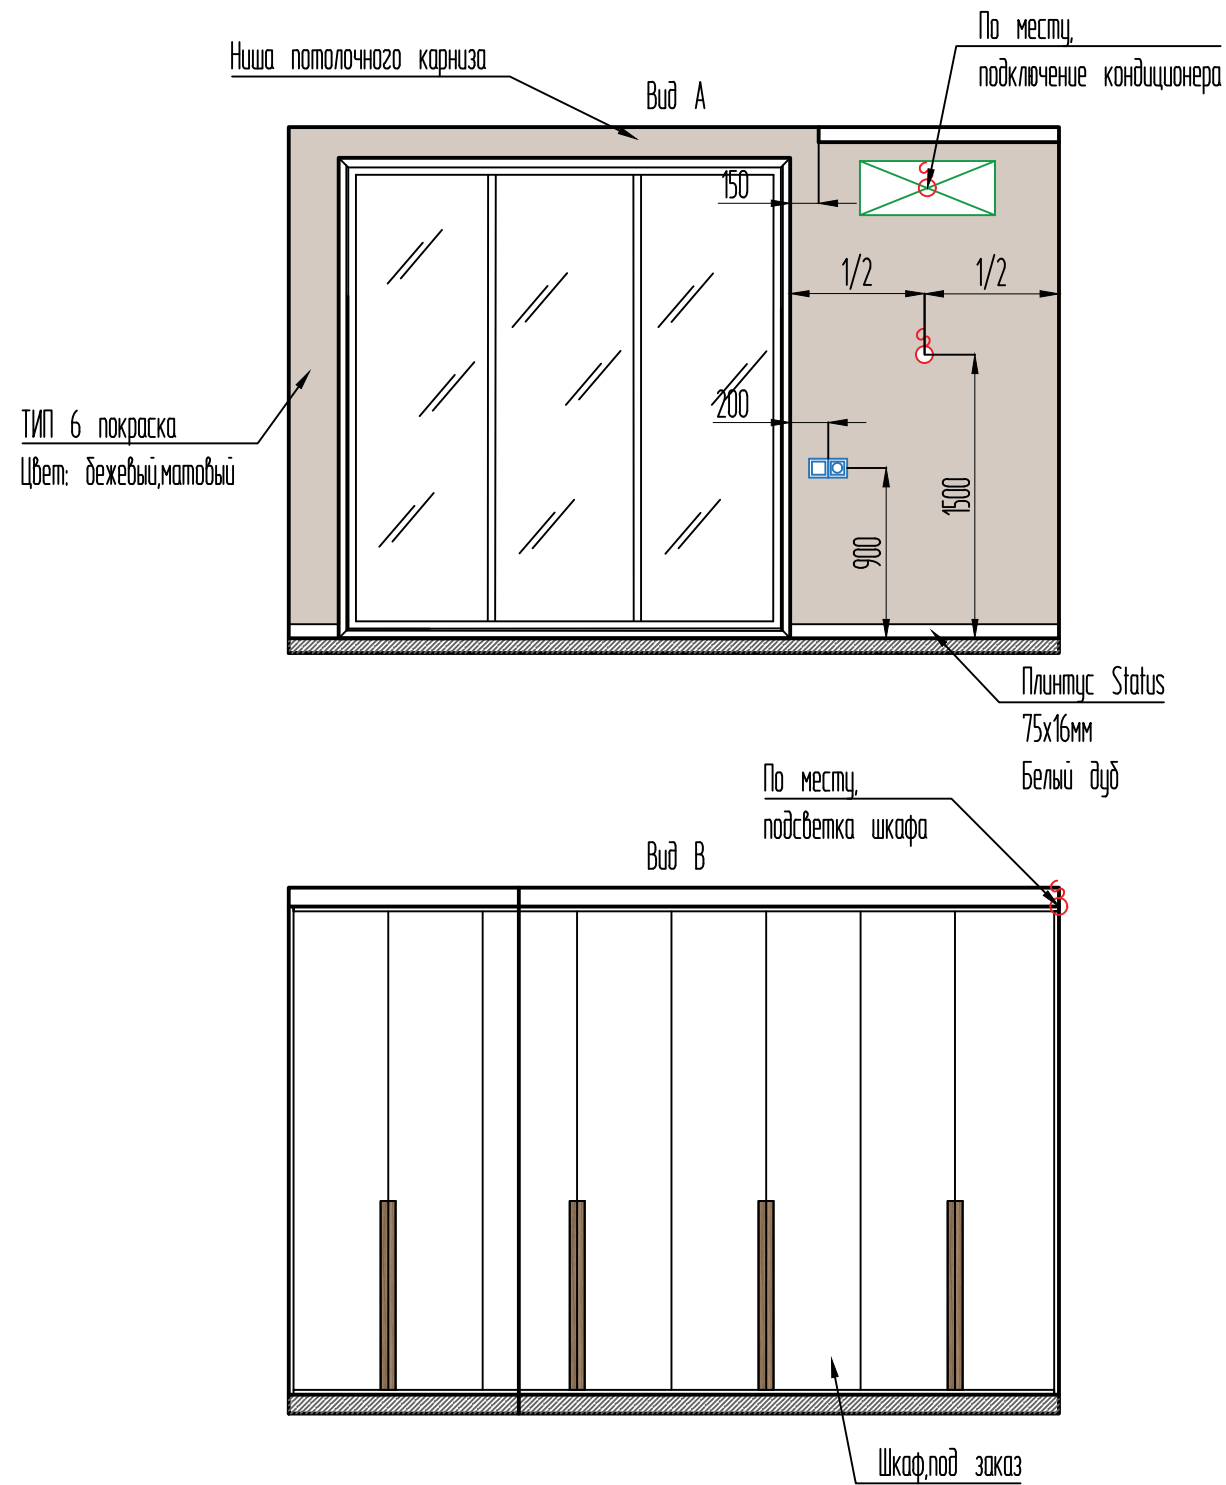 По месту,
подключение кондиционера
Ниша потолочного карниза
Вид А
150
1/2
1/2
200
ТИП 6 покраска
Цвет: бежевый,матовый
1500
900
Плинтус Status
75х16мм
Белый дуб
По месту,
подсветка шкафа
Вид В
Шкаф,под заказ